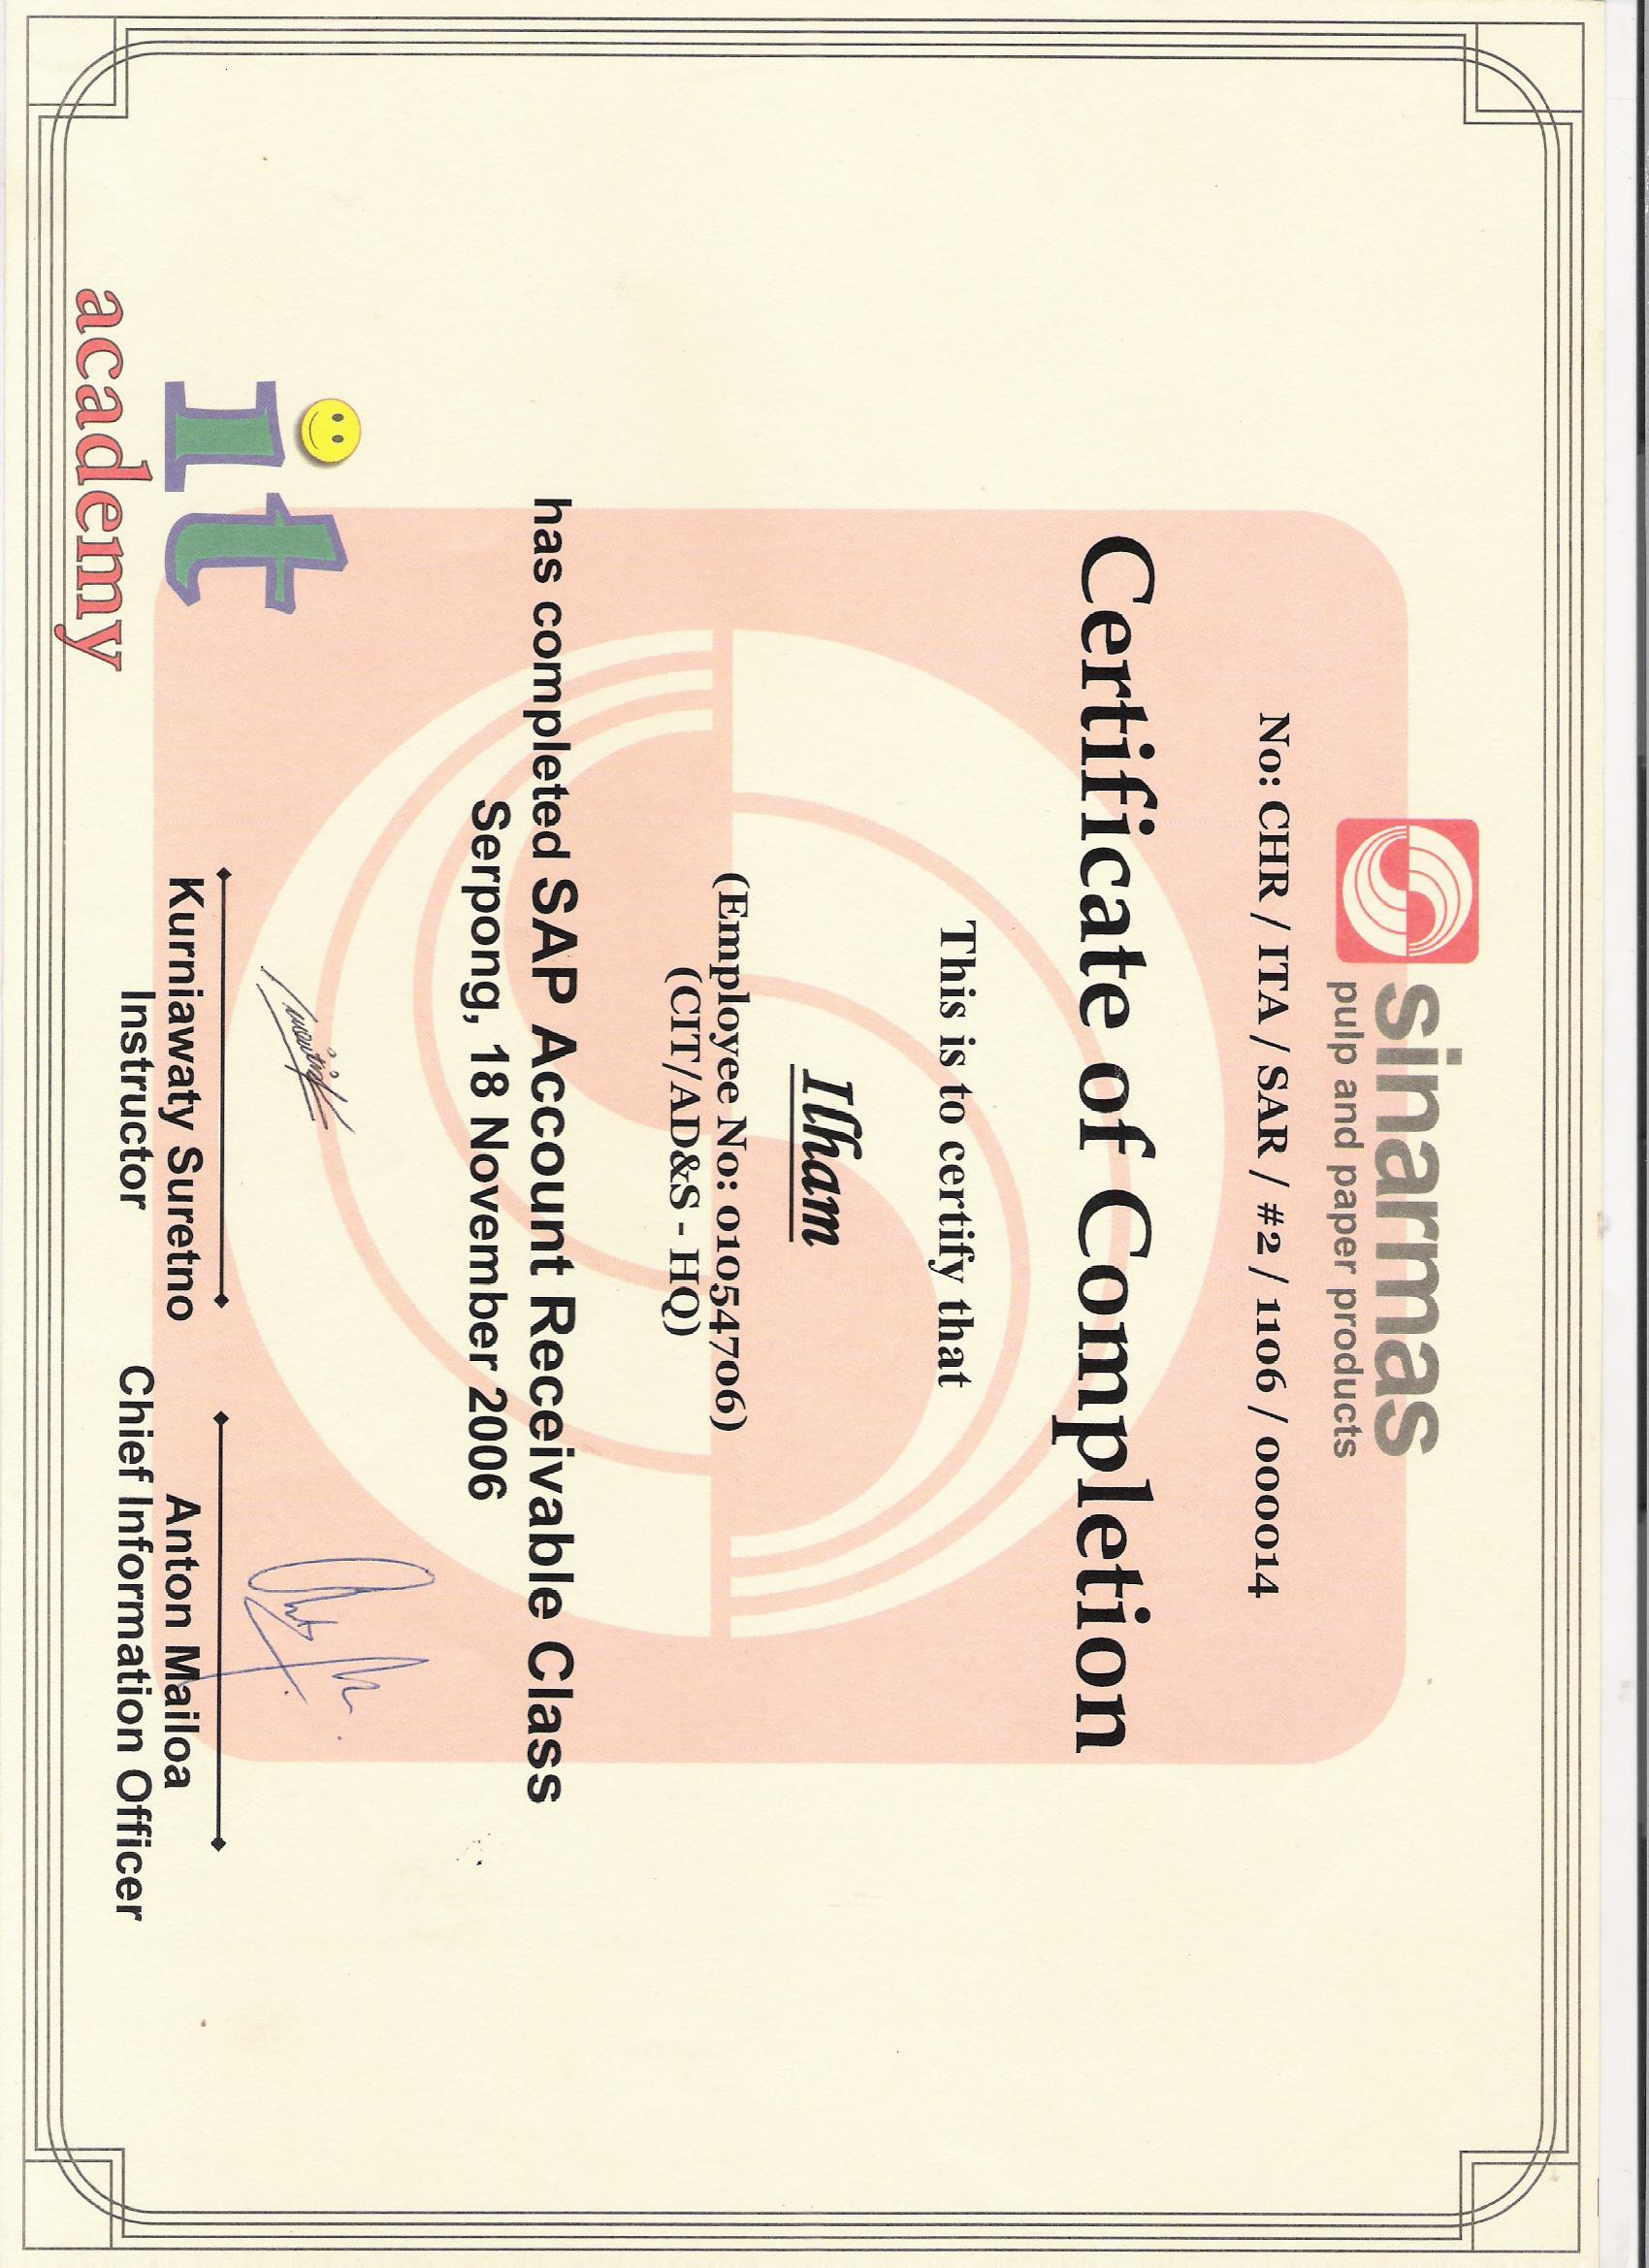 sinarmas
pulp and paper products
No: CHR / ITA / SAR / #2 / 1106 / 000014
Certificate of Completion
This is to certify that
Ilham
(Employee No: 01054706)
(CIT/AD&S - HQ)
has completed SAP Account Receivable Class
Serpong, 18 November 2006
it
academy
Kurniawaty Suretno
Instructor
Anton Mailoa
Chief Information Officer